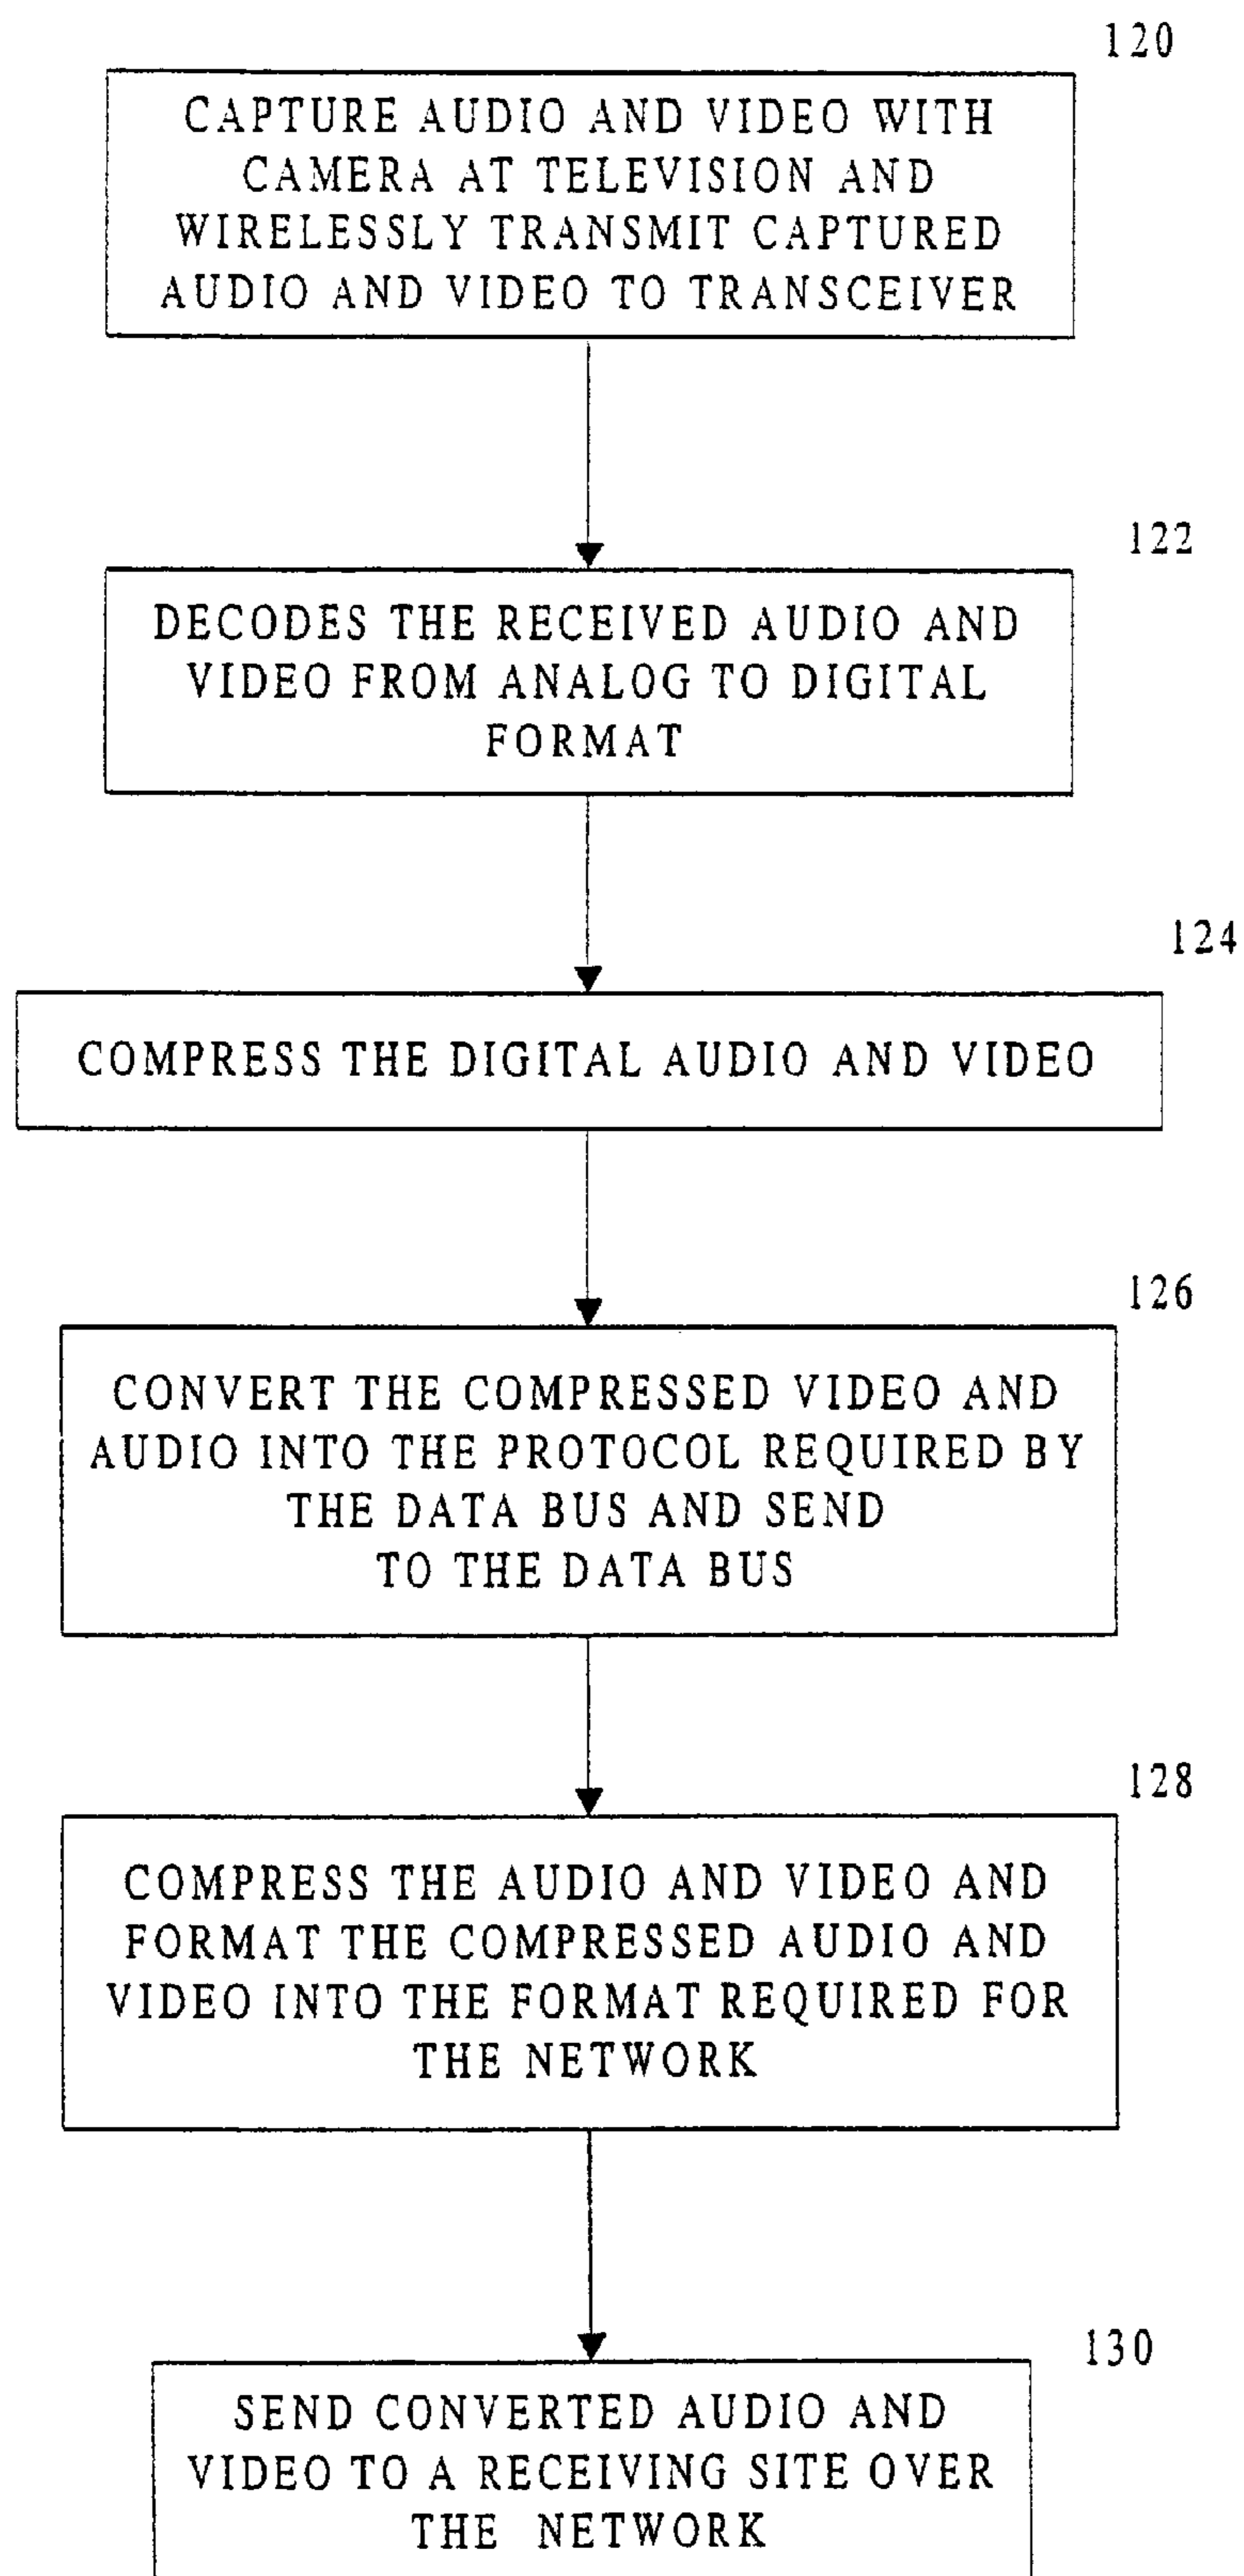 120
CAPTURE AUDIO AND VIDEO WITH
CAMERA AT TELEVISION AND
WIRELESSLY TRANSMIT CAPTURED
AUDIO AND VIDEO TO TRANSCEIVER
122
DECODES THE RECEIVED AUDIO AND
VIDEO FROM ANALOG TO DIGITAL
FORMAT
124
COMPRESS THE DIGITAL AUDIO AND VIDEO
126
CONVERT THE COMPRESSED VIDEO AND
AUDIO INTO THE PROTOCOL REQUIRED BY
THE DATA BUS AND SEND
TO THE DATA BUS
128
COMPRESS THE AUDIO AND VIDEO AND
FORMAT THE COMPRESSED AUDIO AND
VIDEO INTO THE FORMAT REQUIRED FOR
THE NETWORK
130
SEND CONVERTED AUDIO AND
VIDEO TO A RECEIVING SITE OVER
THE NETWORK